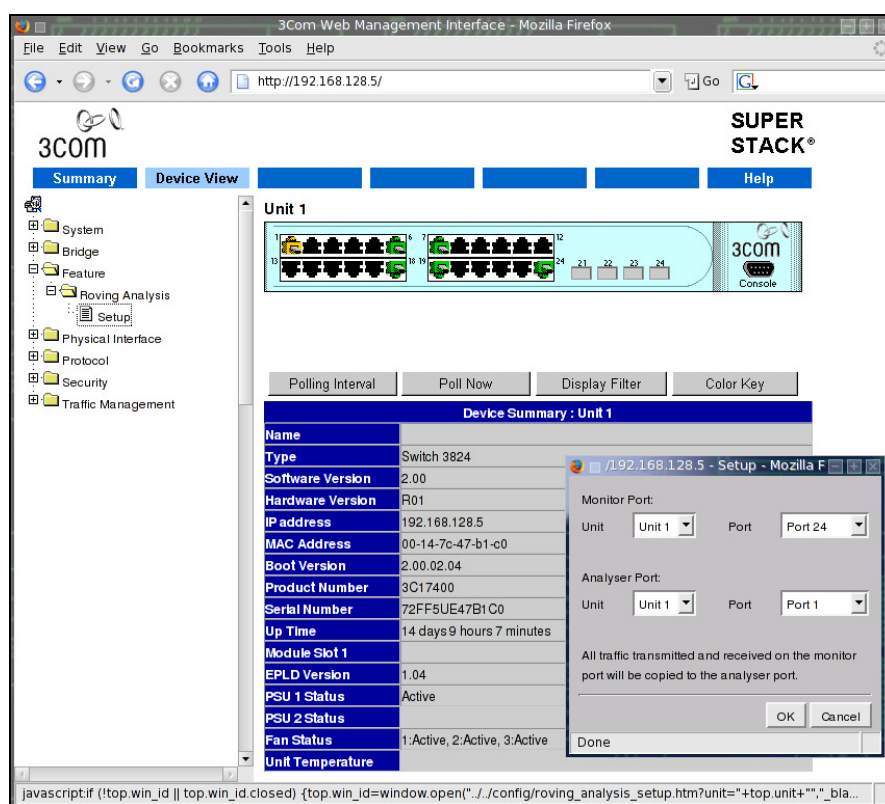 3Com Web Management Interface - Mozilla Firefox
File Edit View Go Bookmarks Tools Help
http://192.168.128.5/ Go G
3COM
SUPER
STACK®
Summary Device View Help
System
Bridge
Feature
Roving Analysis
Setup
Physical Interface
Protocol
Security
Traffic Management
Unit 1
1 6 7 12
13 18 19 24 21 22 23 24
3COM
Console
Polling Interval Poll Now Display Filter Color Key
Device Summary : Unit 1
Name
Type Switch 3824
Software Version 2.00
Hardware Version R01
IP address 192.168.128.5
MAC Address 00-14-7c-47-b1-c0
Boot Version 2.00.02.04
Product Number 3C17400
Serial Number 72FF5UE47B1C0
Up Time 14 days 9 hours 7 minutes
Module Slot 1
EPLD Version 1.04
PSU 1 Status Active
PSU 2 Status
Fan Status 1:Active, 2:Active, 3:Active
Unit Temperature
/192.168.128.5 - Setup - Mozilla F
Monitor Port:
Unit Unit 1 Port Port 24
Analyser Port:
Unit Unit 1 Port Port 1
All traffic transmitted and received on the monitor
port will be copied to the analyser port.
OK Cancel
Done
javascript:if (!top.win_id || top.win_id.closed) {top.win_id=window.open("../../config/roving_analysis_setup.htm?unit="+top.unit+"","_bla...